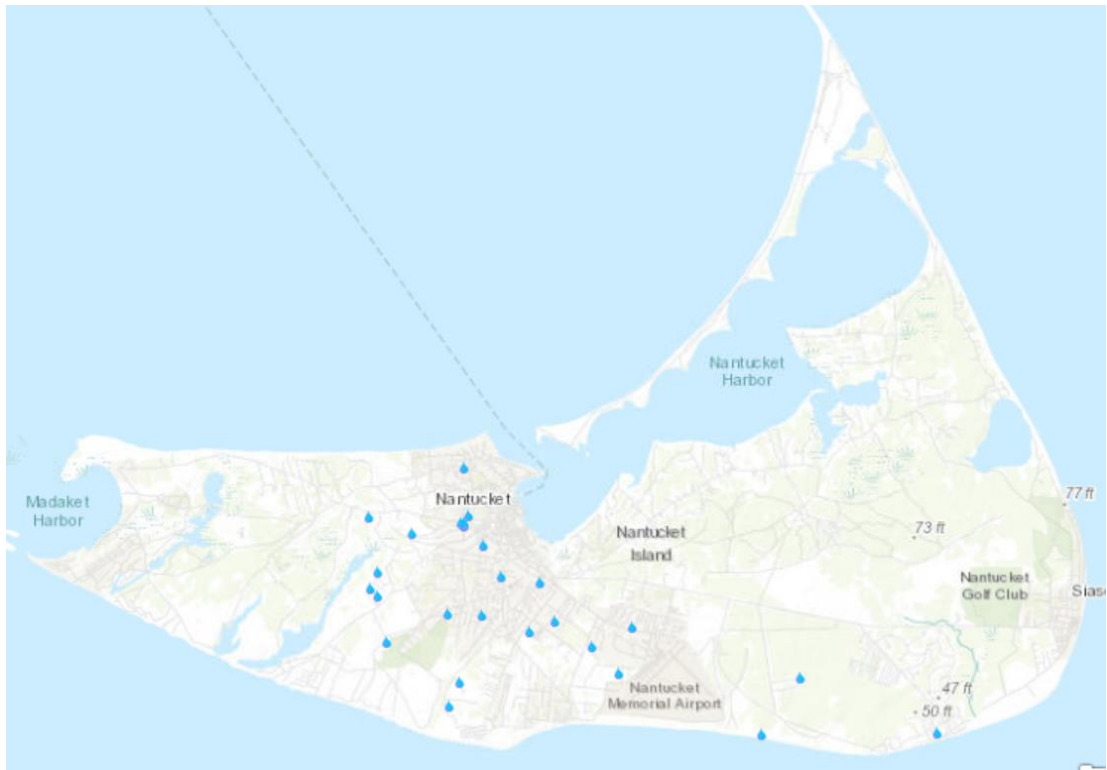 Nantucket
Harbor
Madaket
Harbor
Nantucket
77 ft
73 ft
Nantucket
Island
Nantucket
Golf Club
Siasc
Nantucket
Memorial Airport
47 ft
50 ft